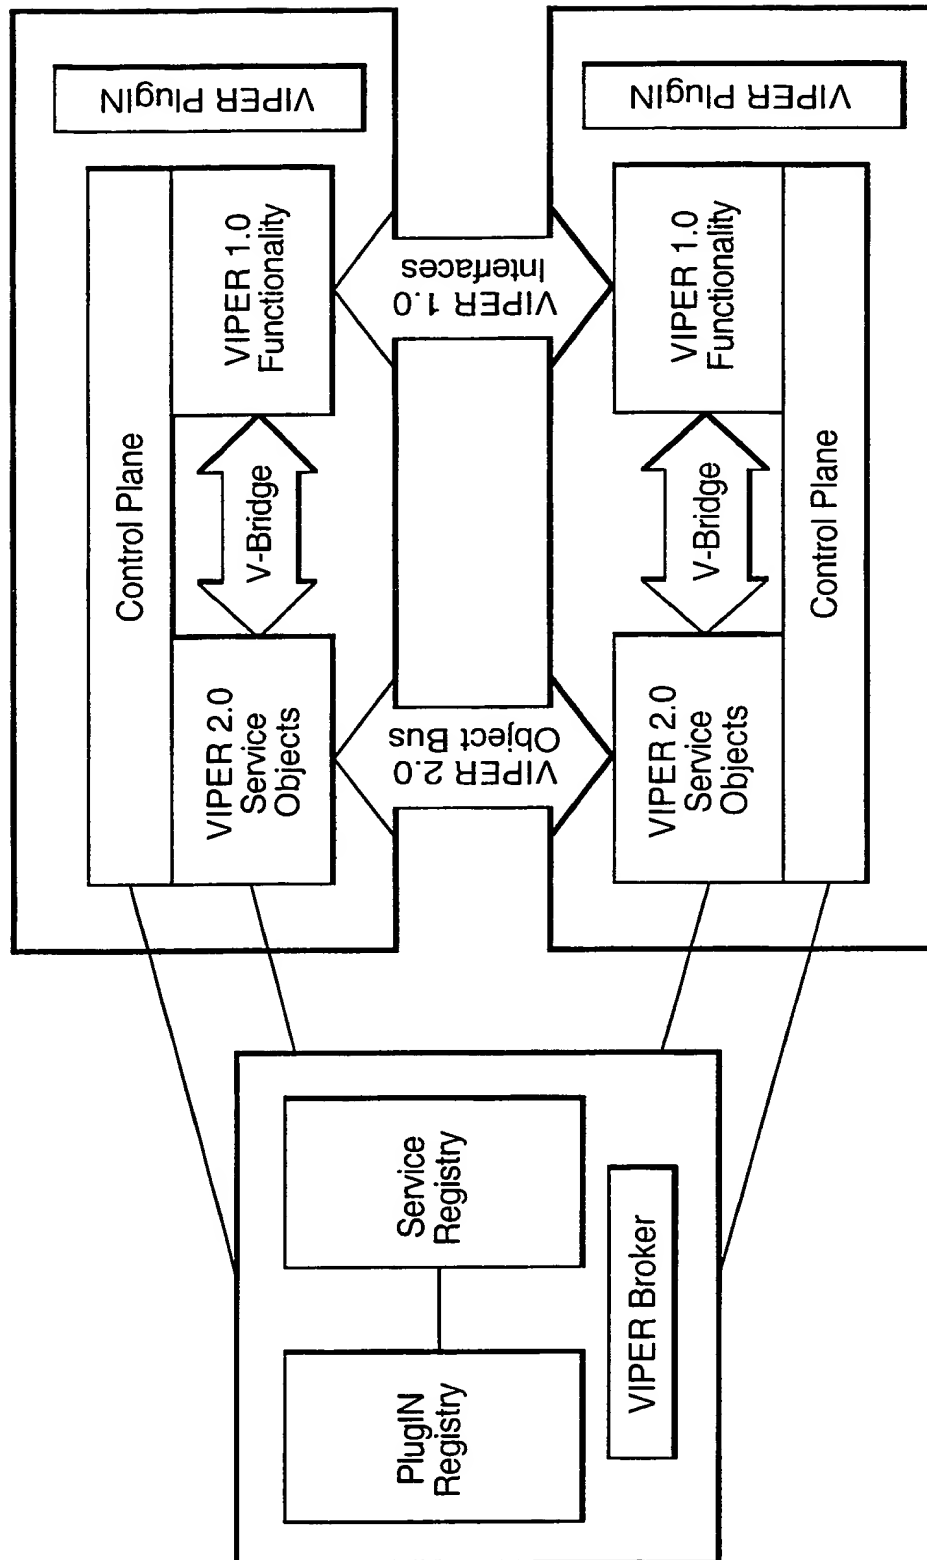 VIPER PlugIN
Control Plane
VIPER 2.0
Service
Objects
V-Bridge
VIPER 1.0
Functionality
VIPER 2.0
Object Bus
VIPER 1.0
Interfaces
VIPER 2.0
Service
Objects
V-Bridge
VIPER 1.0
Functionality
Control Plane
VIPER PlugIN
PlugIN
Registry
Service
Registry
VIPER Broker